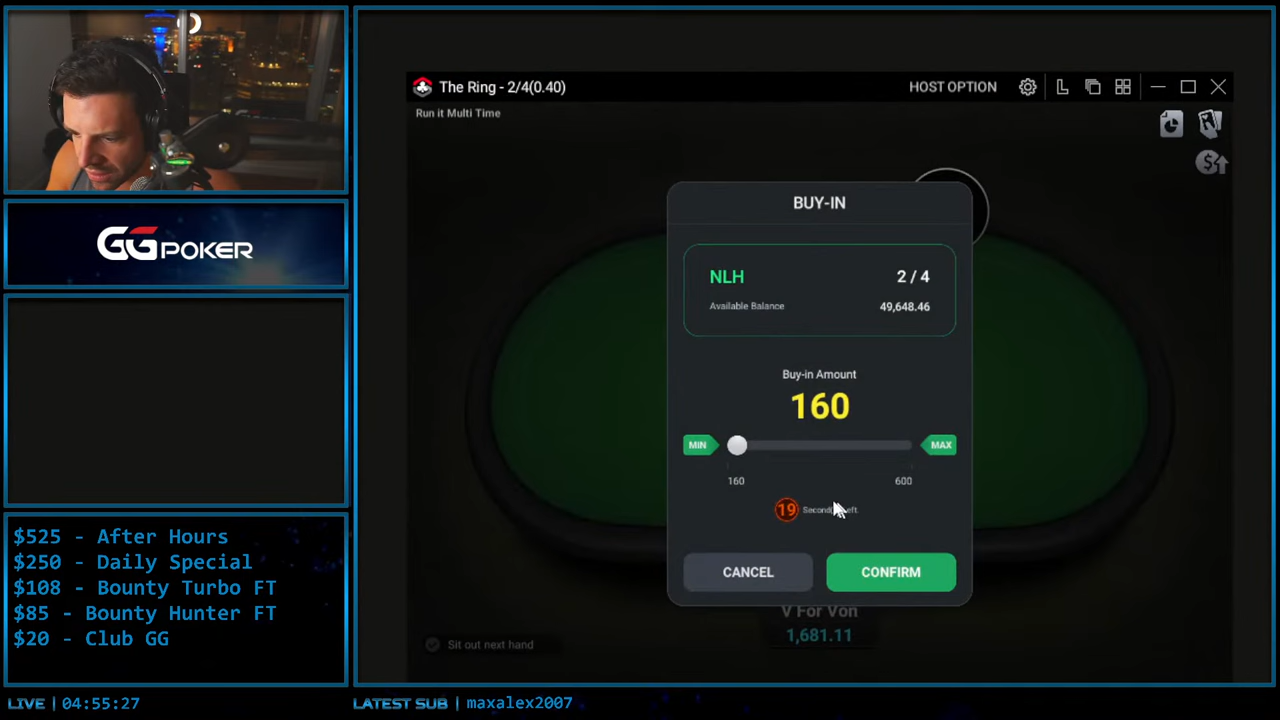 The Ring - 2/4(0.40)
HOST OPTION
Run it Multi Time
BUY-IN
NLH
2 / 4
Available Balance
49,648.46
Buy-in Amount
160
MIN
MAX
160
600
19
CANCEL
CONFIRM
V For Von
1,681.11
Sit out next hand
GGPOKER
$525 - After Hours
$250 - Daily Special
$108 - Bounty Turbo FT
$85 - Bounty Hunter FT
$20 - Club GG
LIVE | 04:55:27
LATEST SUB | maxalex2007